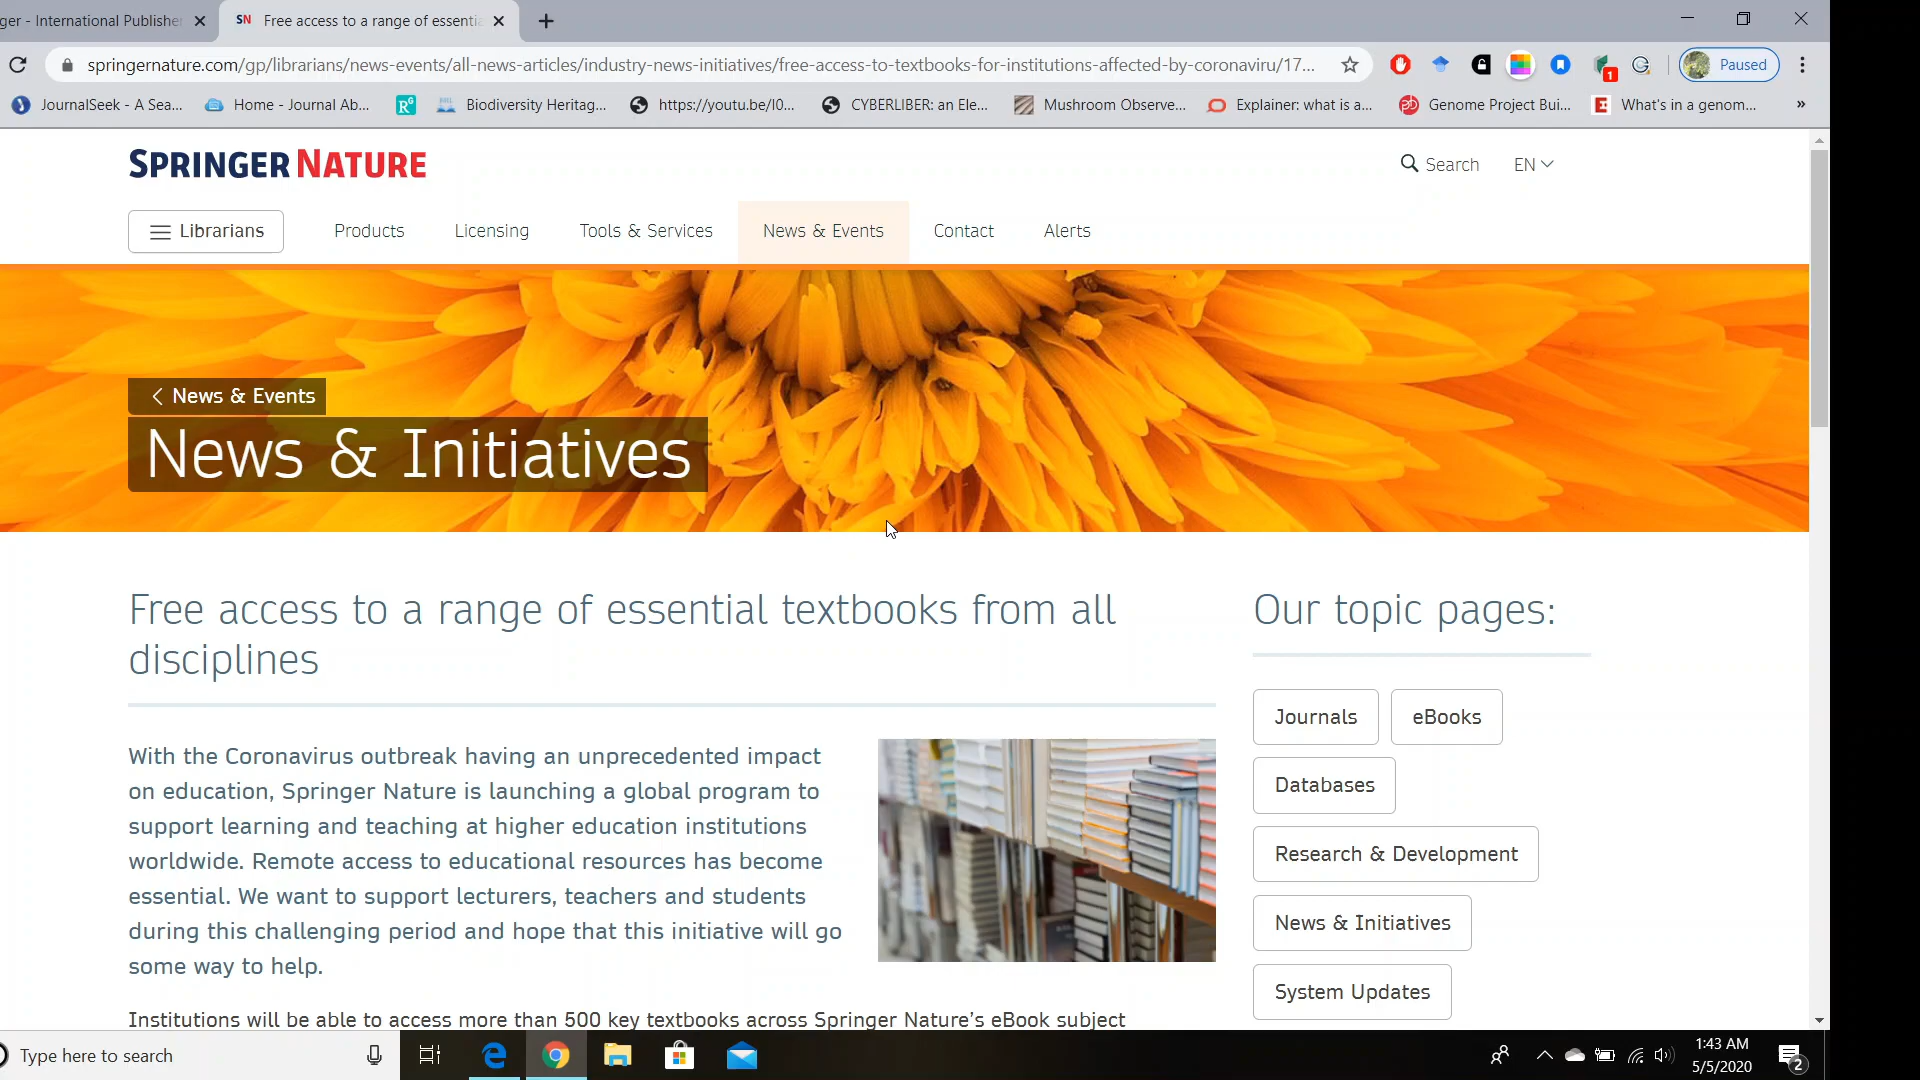 ger - International Publishe
SN Free access to a range of essentia
springernature.com/gp/librarians/news-events/all-news-articles/industry-news-initiatives/free-access-to-textbooks-for-institutions-affected-by-coronaviru/17...
1
Paused
JournalSeek - A Sea...
Home - Journal Ab...
R⁶
BHL
Biodiversity Heritag...
https://youtu.be/I0...
CYBERLIBER: an Ele...
Mushroom Observe...
Explainer: what is a...
Genome Project Bui...
E
What's in a genom...
»
SPRINGER NATURE
Search
EN
Librarians
Products
Licensing
Tools & Services
News & Events
Contact
Alerts
News & Events
News & Initiatives
Free access to a range of essential textbooks from all
disciplines
With the Coronavirus outbreak having an unprecedented impact
on education, Springer Nature is launching a global program to
support learning and teaching at higher education institutions
worldwide. Remote access to educational resources has become
essential. We want to support lecturers, teachers and students
during this challenging period and hope that this initiative will go
some way to help.
Institutions will be able to access more than 500 key textbooks across Springer Nature’s eBook subject
Our topic pages:
Journals
eBooks
Databases
Research & Development
News & Initiatives
System Updates
Type here to search
1:43 AM
5/5/2020
2